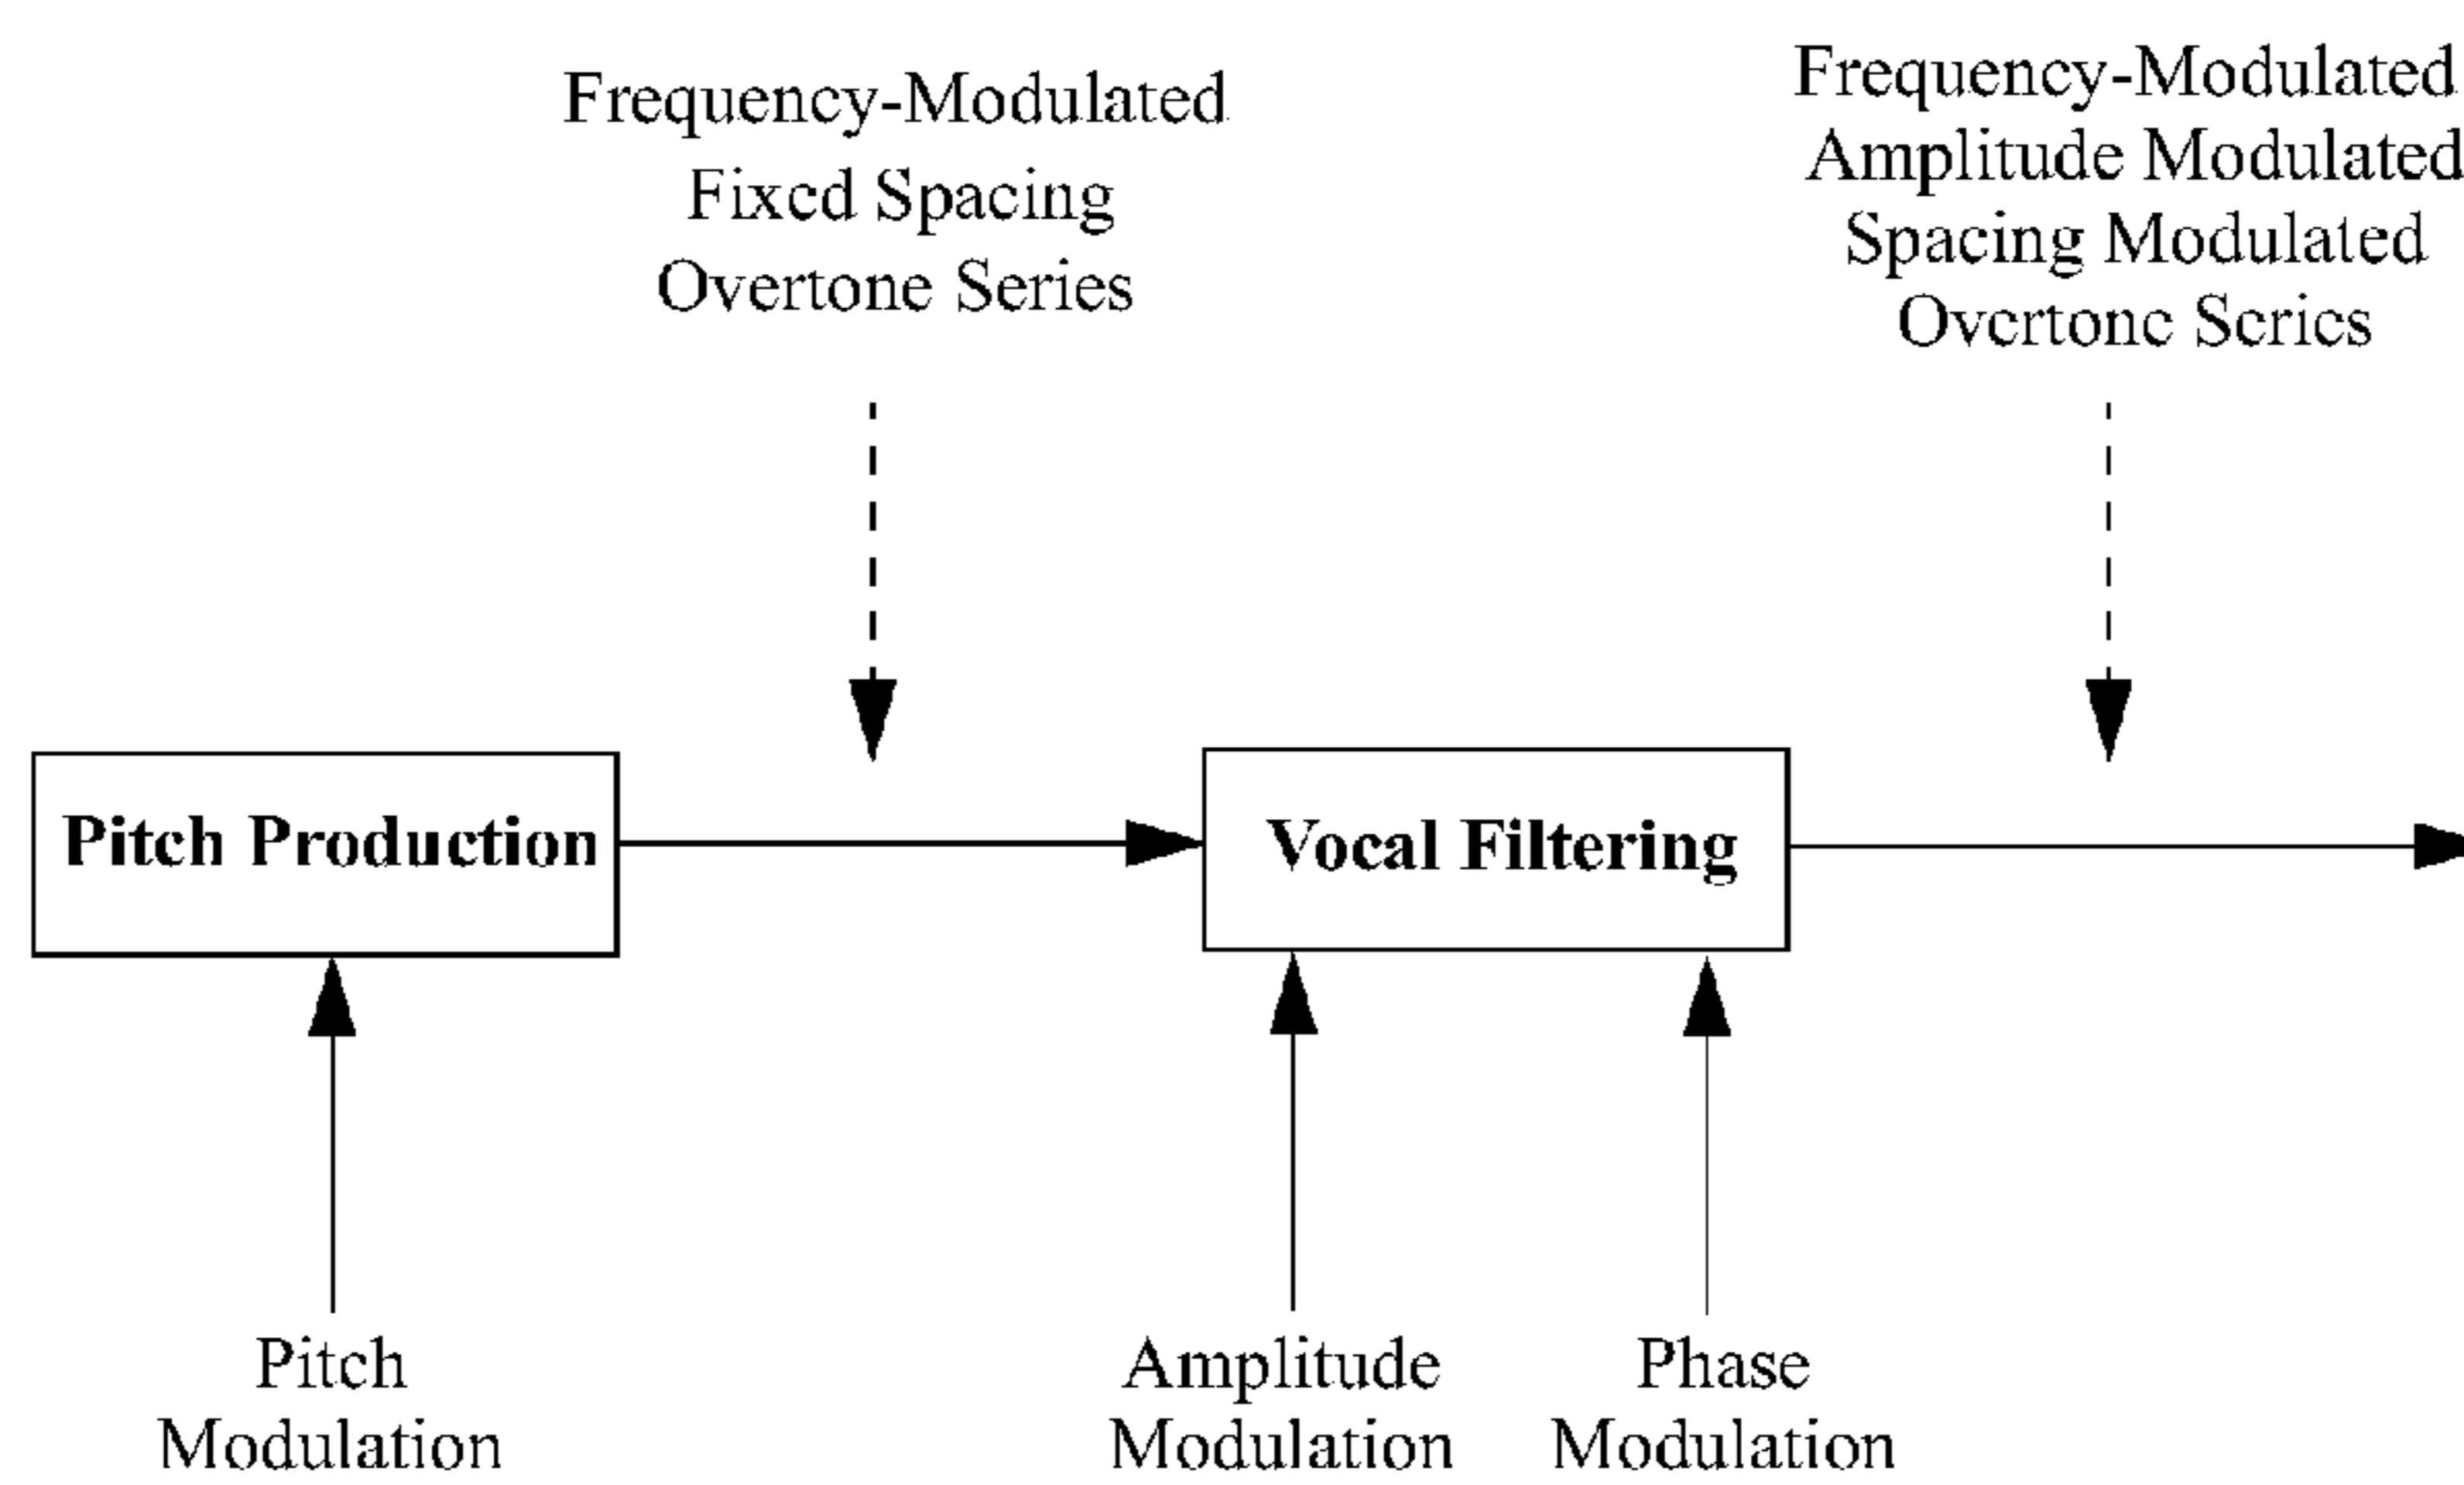 Frequency-Modulated
Fixed Spacing
Overtone Series
Frequency-Modulated
Amplitude Modulated
Spacing Modulated
Overtone Series
Pitch Production
Vocal Filtering
Pitch
Modulation
Amplitude
Modulation
Phase
Modulation